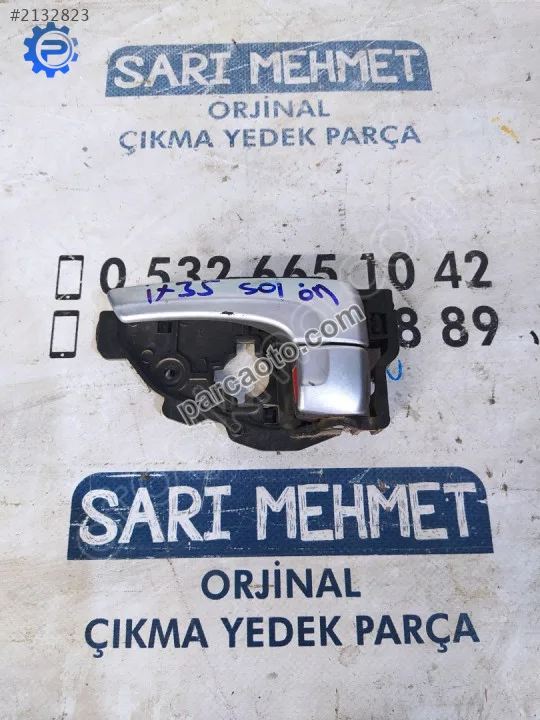 #2132823
SARI MEHMET
ORJİNAL
ÇIKMA YEDEK PARÇA
0 532 665 10 42
ix35 sol ön
889
parcaoto.com
SARI MEHMET
ORJİNAL
ÇIKMA YEDEK PARÇA